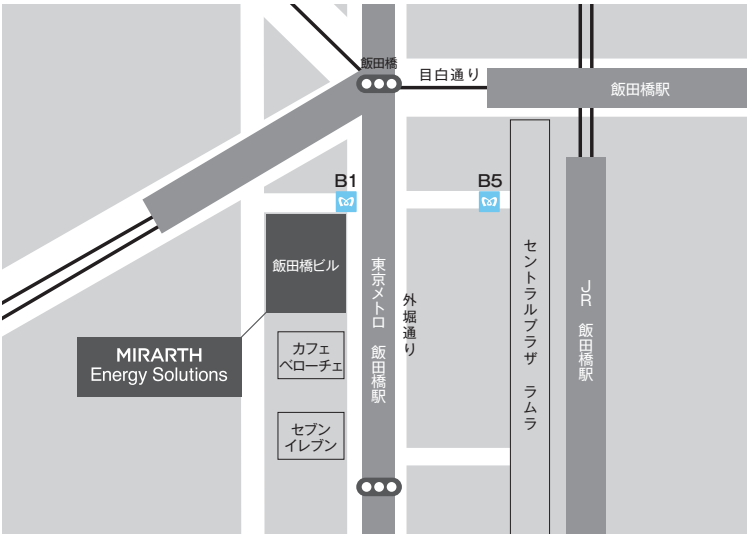 飯田橋
目白通り
飯田橋駅
B1
B5
飯田橋ビル
東京メトロ 飯田橋駅
外堀通り
セントラルプラザ ラムラ
JR 飯田橋駅
MIRARTH
Energy Solutions
カフェ
ベローチェ
セブン
イレブン